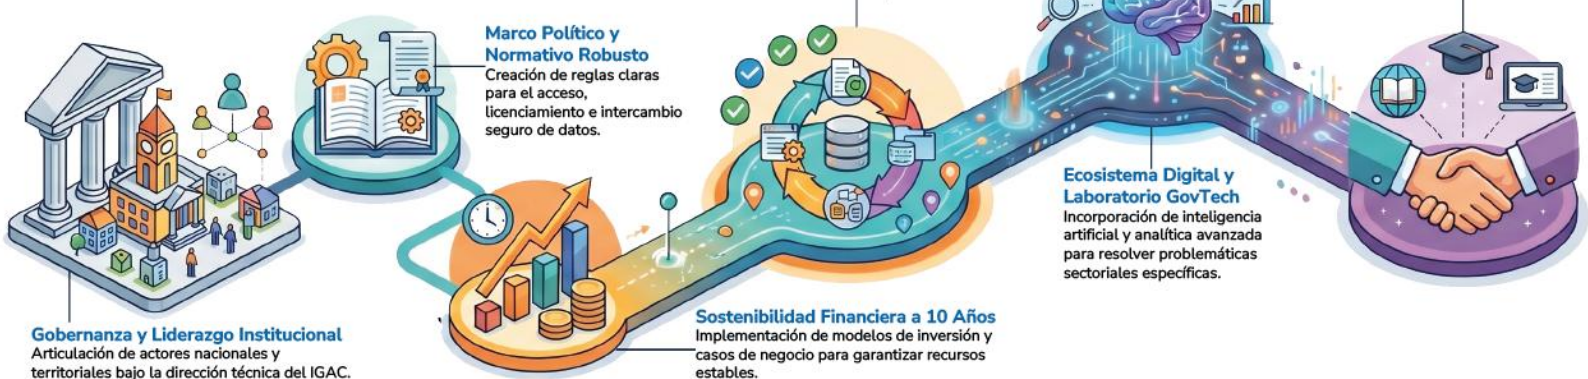 Marco Político y
Normativo Robusto
Creación de reglas claras
para el acceso,
licenciamiento e intercambio
seguro de datos.
Ecosistema Digital y
Laboratorio GovTech
Incorporación de inteligencia
artificial y analítica avanzada
para resolver problemáticas
sectoriales específicas.
Gobernanza y Liderazgo Institucional
Articulación de actores nacionales y
territoriales bajo la dirección técnica del IGAC.
Sostenibilidad Financiera a 10 Años
Implementación de modelos de inversión y
casos de negocio para garantizar recursos
estables.